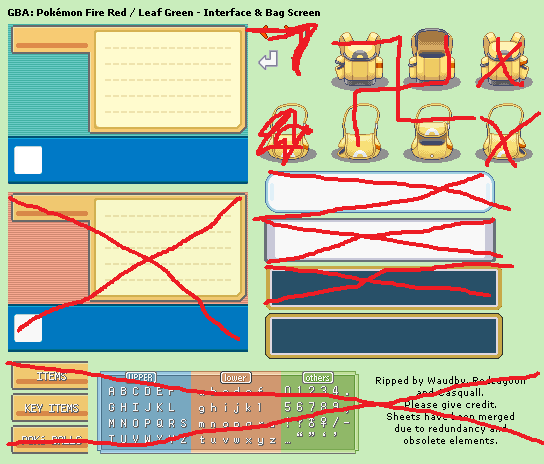 GBA: Pokémon Fire Red / Leaf Green - Interface & Bag Screen
ITEMS
KEY ITEMS
POKé BALLS
UPPER
lower
others
A B C D E F
G H I J K L
M N O P Q R S
T U V W X Y Z
a b c d e f
g h i j k l
m n o p q r s
t u v w x y z
0 1 2 3 4
5 6 7 8 9
! ? ♂ ♀ / -
… “ ” ‘ ’
Ripped by Waudby, Redeagoon
and Gasquall.
Please give credit.
Sheets have been merged
due to redundancy and
obsolete elements.